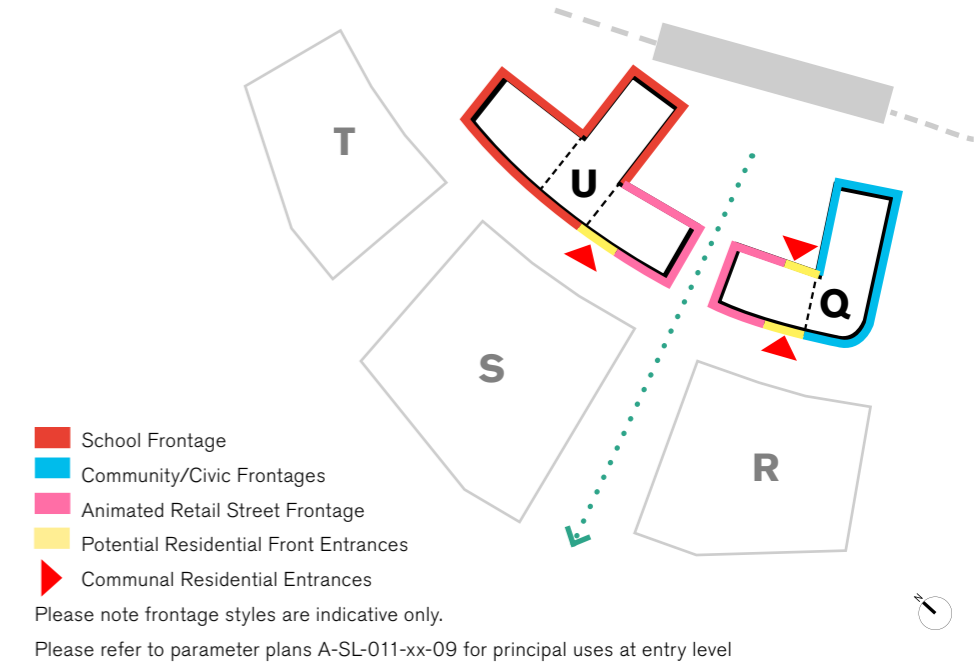 T
U
Q
S
R
School Frontage
Community/Civic Frontages
Animated Retail Street Frontage
Potential Residential Front Entrances
Communal Residential Entrances
Please note frontage styles are indicative only.
N
Please refer to parameter plans A-SL-011-xx-09 for principal uses at entry level